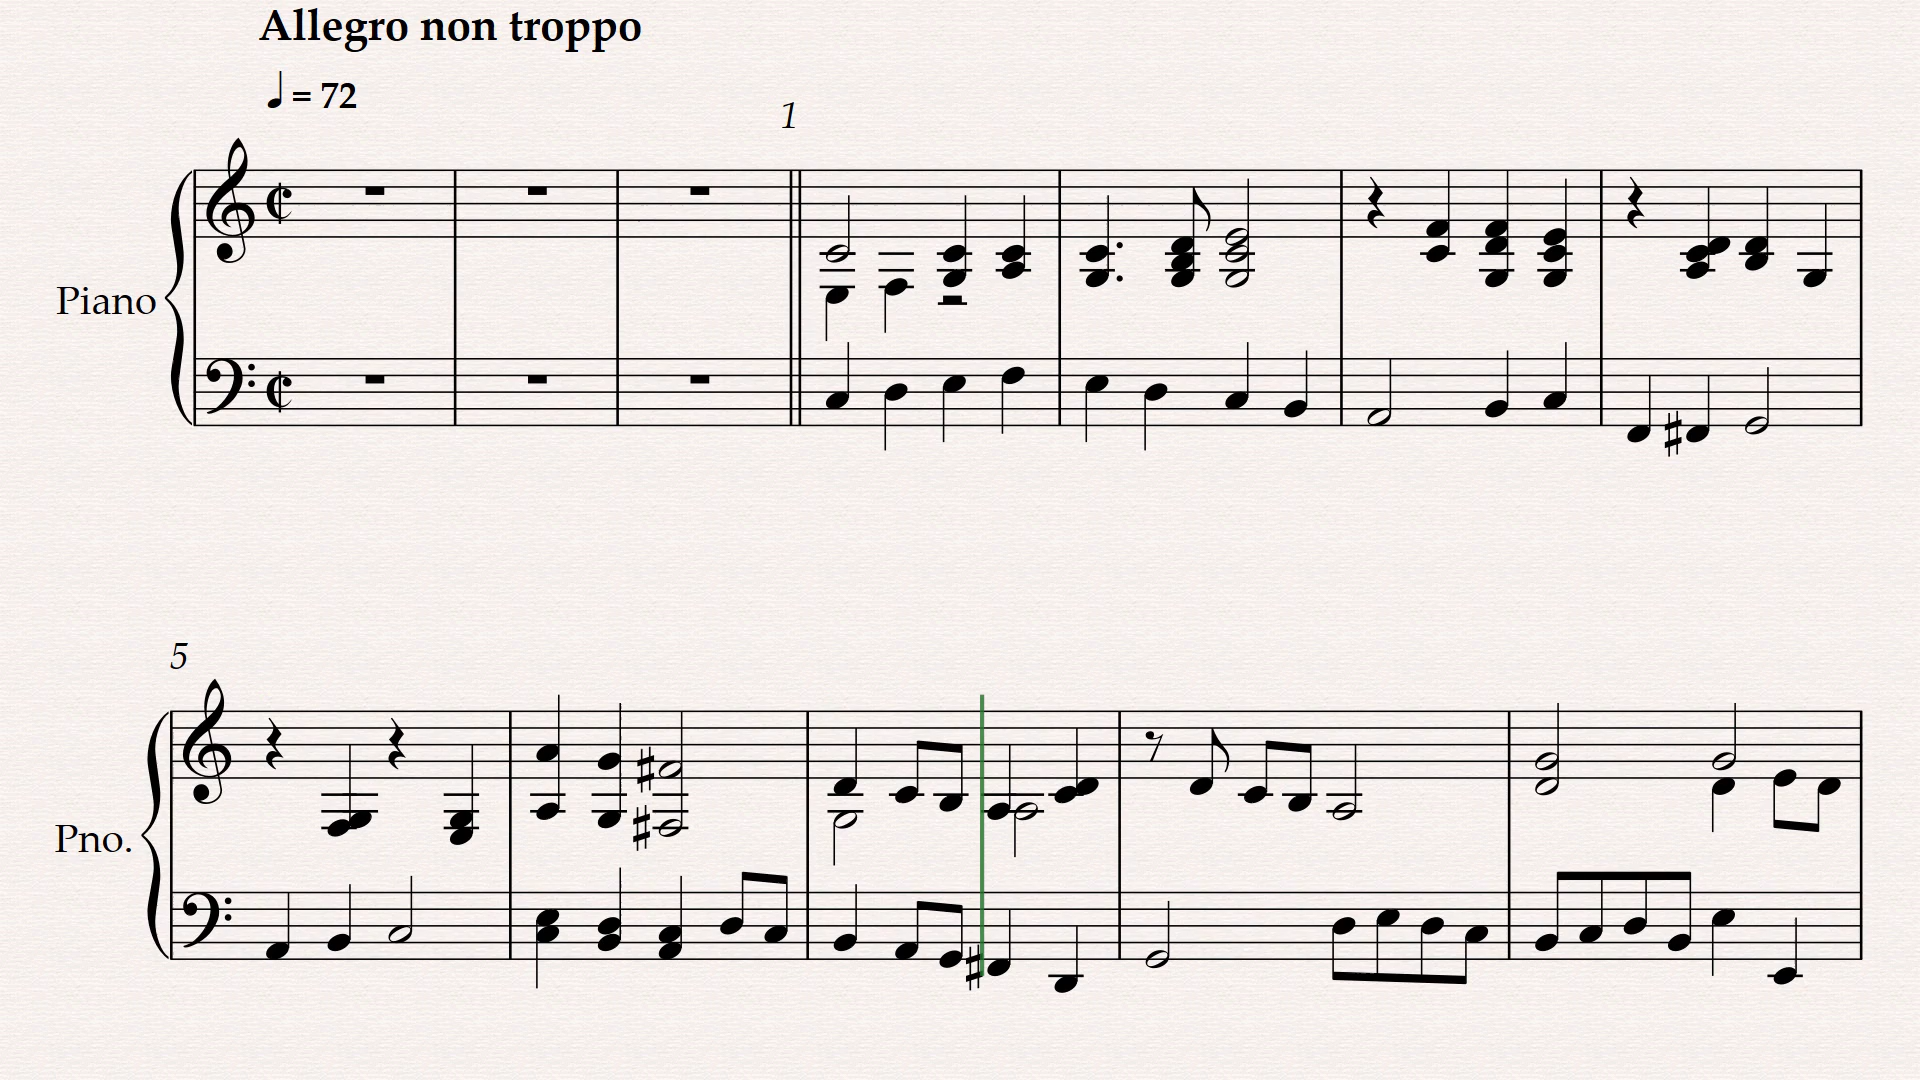 Allegro non troppo
♩ = 72
1
Piano
5
Pno.